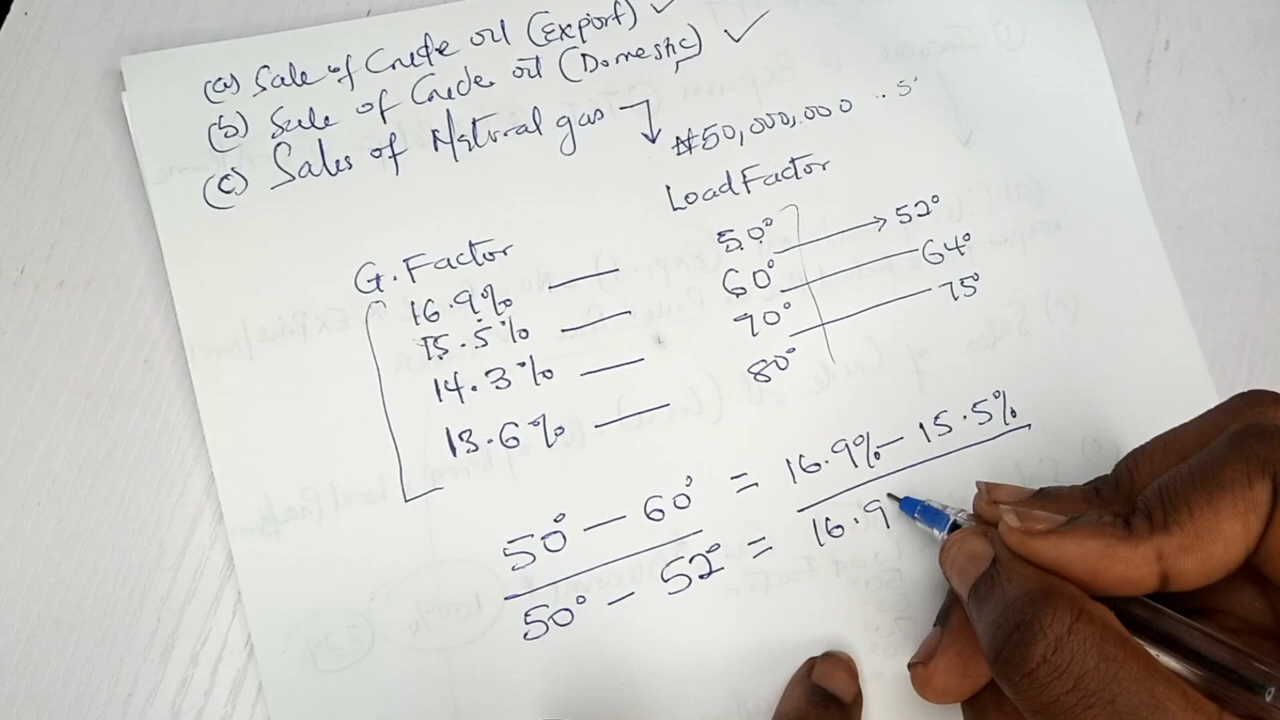 (a) Sale of Crude oil (Export) ✓
(b) Sale of Crude oil (Domestic) ✓
(c) Sales of Natural gas
₦50,000,000
Load Factor
G. Factor
16.9% —
15.5% —
14.3% —
13.6% —
50° → 52°
60° — 64°
70° — 75°
80°
50° – 60° = 16.9% – 15.5%
50° – 52° = 16.9